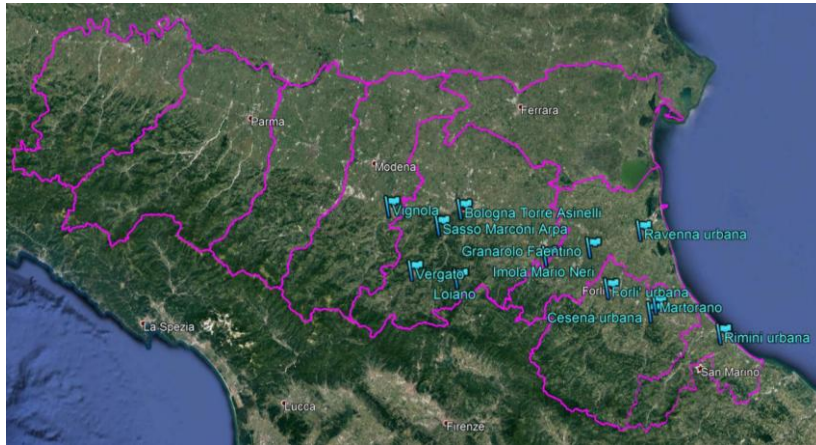 Ferrara
Parma
Modena
Vignola
Bologna Torre Asinelli
Sasso Marconi Arpa
Ravenna urbana
Granarolo Faentino
Vergato
Imola Mario Neri
Loiano
Forlì
Forli' urbana
Martorano
Cesena urbana
La Spezia
Rimini urbana
San Marino
Lucca
Firenze